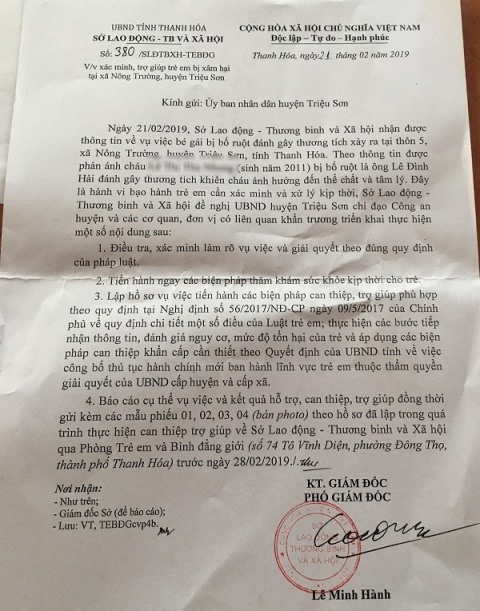 UBND TỈNH THANH HÓA
SỞ LAO ĐỘNG - TB VÀ XÃ HỘI
CỘNG HÒA XÃ HỘI CHỦ NGHĨA VIỆT NAM
Độc lập – Tự do – Hạnh phúc
Số: 380 /SLĐTBXH-TEBĐG
Thanh Hóa, ngày 21 tháng 02 năm 2019
V/v xác minh, trợ giúp trẻ em bị xâm hại
tại xã Nông Trường, huyện Triệu Sơn
Kính gửi: Ủy ban nhân dân huyện Triệu Sơn
Ngày 21/02/2019, Sở Lao động - Thương binh và Xã hội nhận được
thông tin về vụ việc bé gái bị bố ruột đánh gây thương tích xảy ra tại thôn 5,
xã Nông Trường, huyện Triệu Sơn, tỉnh Thanh Hóa. Theo thông tin được
phản ánh cháu (sinh năm 2011) bị bố ruột là ông Lê Đình
Hải đánh gây thương tích khiến cháu ảnh hưởng đến thể chất và tâm lý. Đây
là hành vi bạo hành trẻ em cần xác minh và xử lý kịp thời, Sở Lao động -
Thương binh và Xã hội đề nghị UBND huyện Triệu Sơn chỉ đạo Công an
huyện và các cơ quan, đơn vị có liên quan khẩn trương triển khai thực hiện
một số nội dung sau:
1. Điều tra, xác minh làm rõ vụ việc và giải quyết theo đúng quy định
của pháp luật.
2. Tiến hành ngay các biện pháp thăm khám sức khỏe kịp thời cho trẻ.
3. Lập hồ sơ vụ việc tiến hành các biện pháp can thiệp, trợ giúp phù hợp
theo quy định tại Nghị định số 56/2017/NĐ-CP ngày 09/5/2017 của Chính
phủ về quy định chi tiết một số điều của Luật trẻ em; thực hiện các bước tiếp
nhận thông tin, đánh giá nguy cơ, mức độ tổn hại của trẻ và áp dụng các biện
pháp can thiệp khẩn cấp cần thiết theo Quyết định của UBND tỉnh về việc
công bố thủ tục hành chính mới ban hành lĩnh vực trẻ em thuộc thẩm quyền
giải quyết của UBND cấp huyện và cấp xã.
4. Báo cáo cụ thể vụ việc và kết quả hỗ trợ, can thiệp, trợ giúp đồng thời
gửi kèm các mẫu phiếu 01, 02, 03, 04 (bản photo) theo hồ sơ đã lập trong quá
trình thực hiện can thiệp trợ giúp về Sở Lao động - Thương binh và Xã hội
qua Phòng Trẻ em và Bình đẳng giới (số 74 Tô Vĩnh Diện, phường Đông Thọ,
thành phố Thanh Hóa) trước ngày 28/02/2019./.
Nơi nhận:
- Như trên;
- Giám đốc Sở (để báo cáo);
- Lưu: VT, TEBĐGcvp4b.
KT. GIÁM ĐỐC
PHÓ GIÁM ĐỐC
SỞ
LAO ĐỘNG
THƯƠNG BINH
VÀ XÃ HỘI
Lê Minh Hành